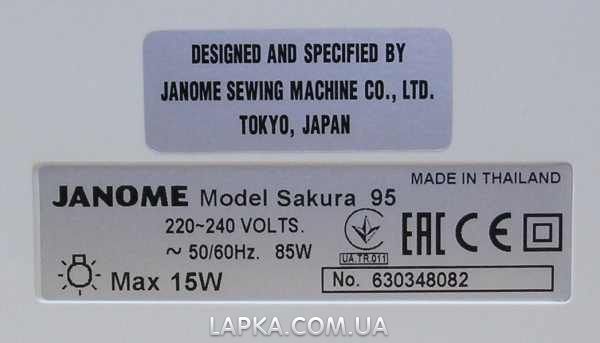 DESIGNED AND SPECIFIED BY
JANOME SEWING MACHINE CO., LTD.
TOKYO, JAPAN
MADE IN THAILAND
JANOME Model Sakura 95
220~240 VOLTS.
~ 50/60Hz. 85W
UA.TR.011
EAC CE
Max 15W
No. 630348082
LAPKA.COM.UA